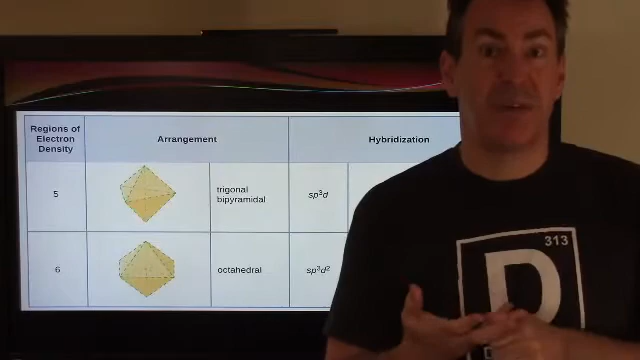 Regions of
Electron
Density
Arrangement
Hybridization
5
trigonal
bipyramidal
sp³d
6
octahedral
sp³d²
313
D